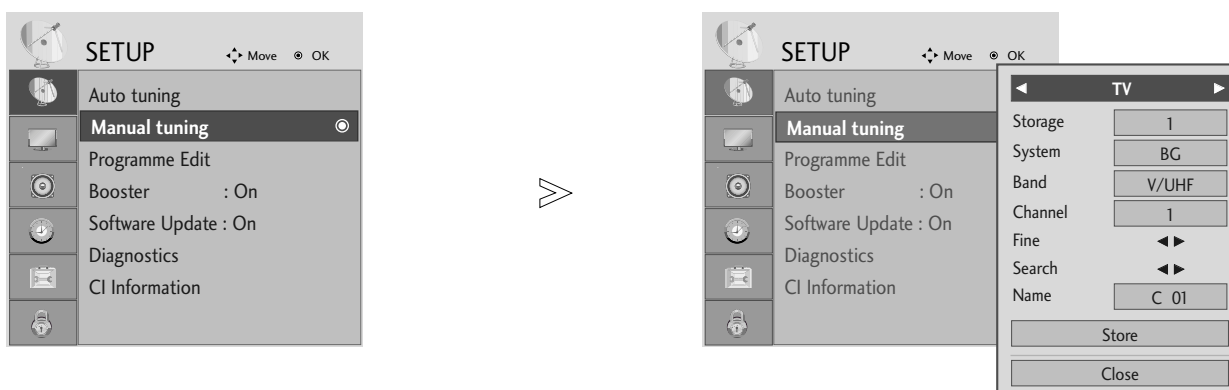 SETUP Move OK
Auto tuning
Manual tuning
Programme Edit
Booster : On
Software Update : On
Diagnostics
CI Information
SETUP Move OK
Auto tuning
Manual tuning
Programme Edit
Booster : On
Software Update : On
Diagnostics
CI Information
◀ TV ▶
Storage 1
System BG
Band V/UHF
Channel 1
Fine ◀ ▶
Search ◀ ▶
Name C 01
Store
Close